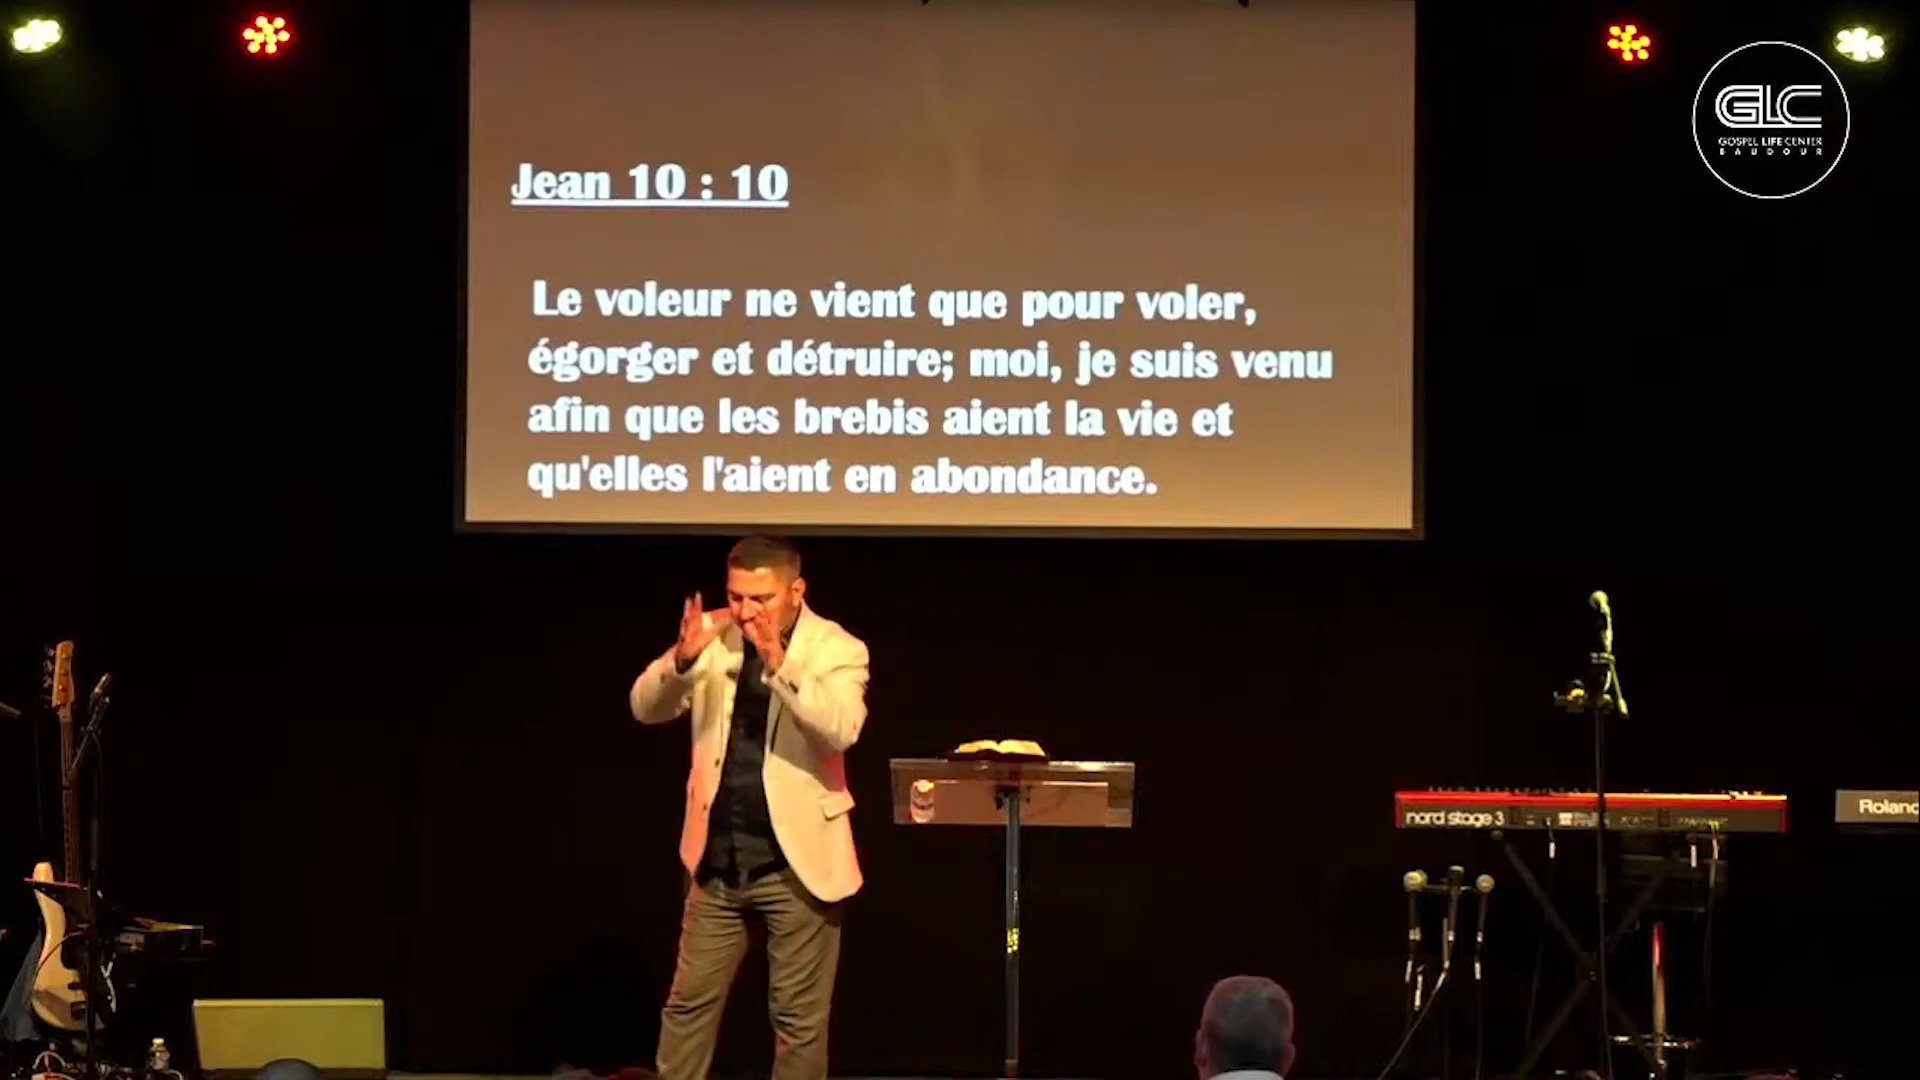 Jean 10 : 10
Le voleur ne vient que pour voler,
égorger et détruire; moi, je suis venu
afin que les brebis aient la vie et
qu'elles l'aient en abondance.
GLC
GOSPEL LIFE CENTER
BAUDOUR
nord stage 3
Roland